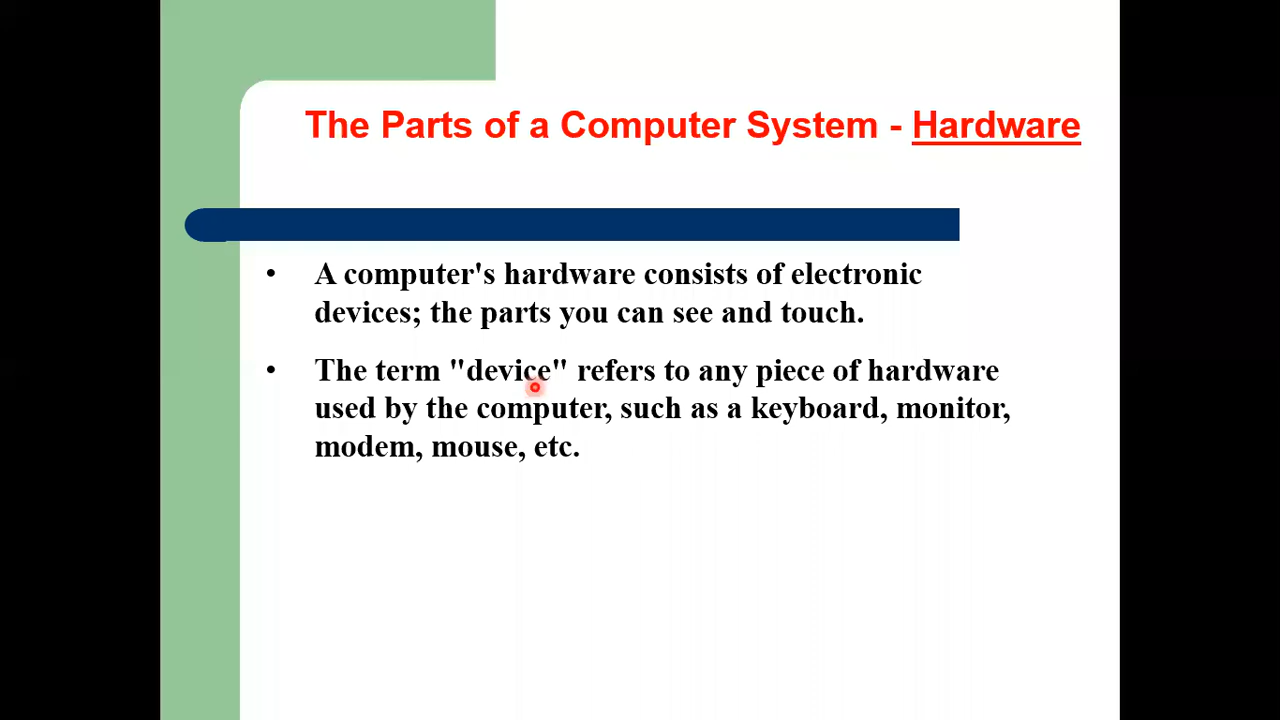 The Parts of a Computer System - Hardware
• A computer's hardware consists of electronic
devices; the parts you can see and touch.
• The term "device" refers to any piece of hardware
used by the computer, such as a keyboard, monitor,
modem, mouse, etc.